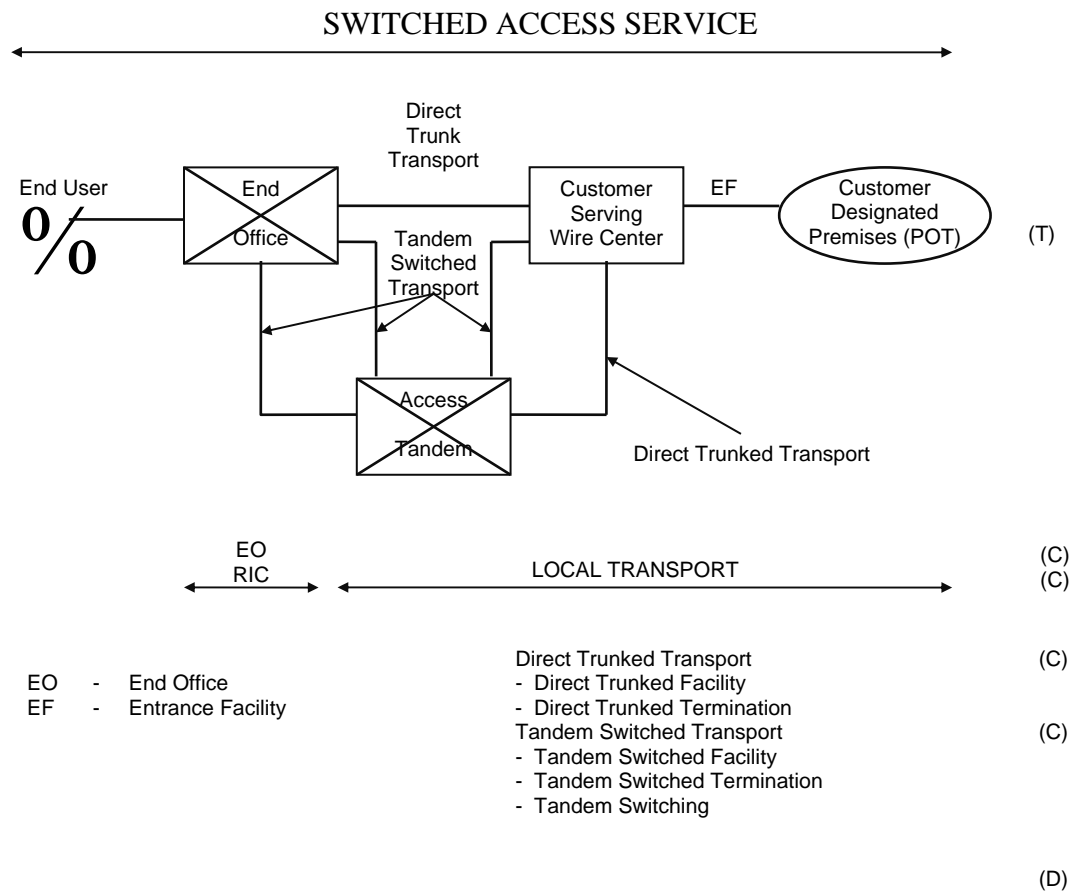 SWITCHED ACCESS SERVICE
Direct
Trunk
Transport
End User
%
End
Office
Customer
Serving
Wire Center
EF
Customer
Designated
Premises (POT)
(T)
Tandem
Switched
Transport
Access
Tandem
Direct Trunked Transport
EO
RIC
LOCAL TRANSPORT
(C)
(C)
EO - End Office
EF - Entrance Facility
Direct Trunked Transport (C)
- Direct Trunked Facility
- Direct Trunked Termination
Tandem Switched Transport (C)
- Tandem Switched Facility
- Tandem Switched Termination
- Tandem Switching
(D)